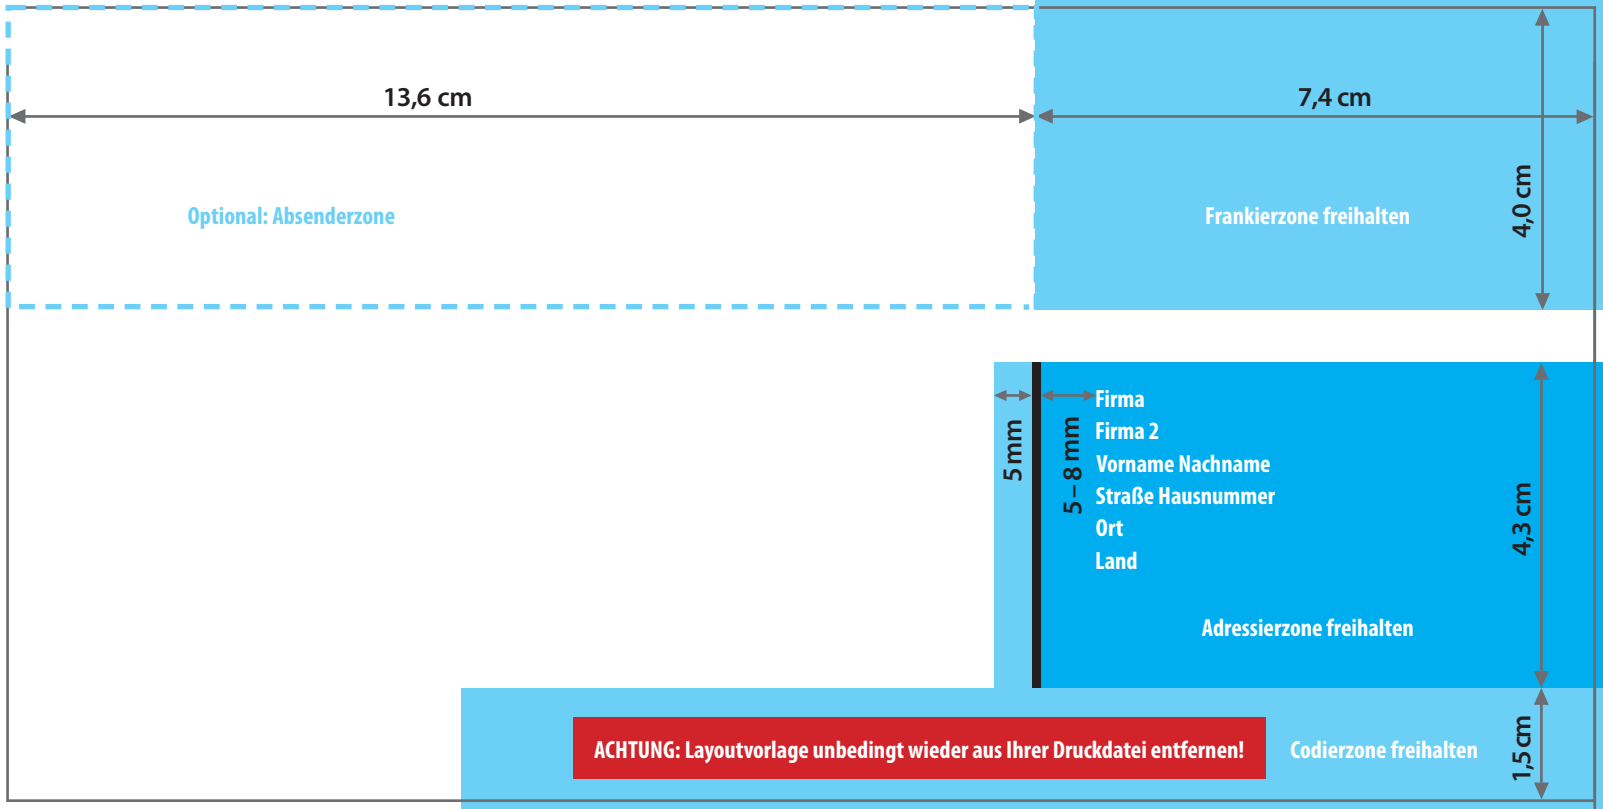 13,6 cm
7,4 cm
4,0 cm
Optional: Absenderzone
Frankierzone freihalten
5 mm
5 – 8 mm
Firma
Firma 2
Vorname Nachname
Straße Hausnummer
Ort
Land
4,3 cm
Adressierzone freihalten
ACHTUNG: Layoutvorlage unbedingt wieder aus Ihrer Druckdatei entfernen!
Codierzone freihalten
1,5 cm